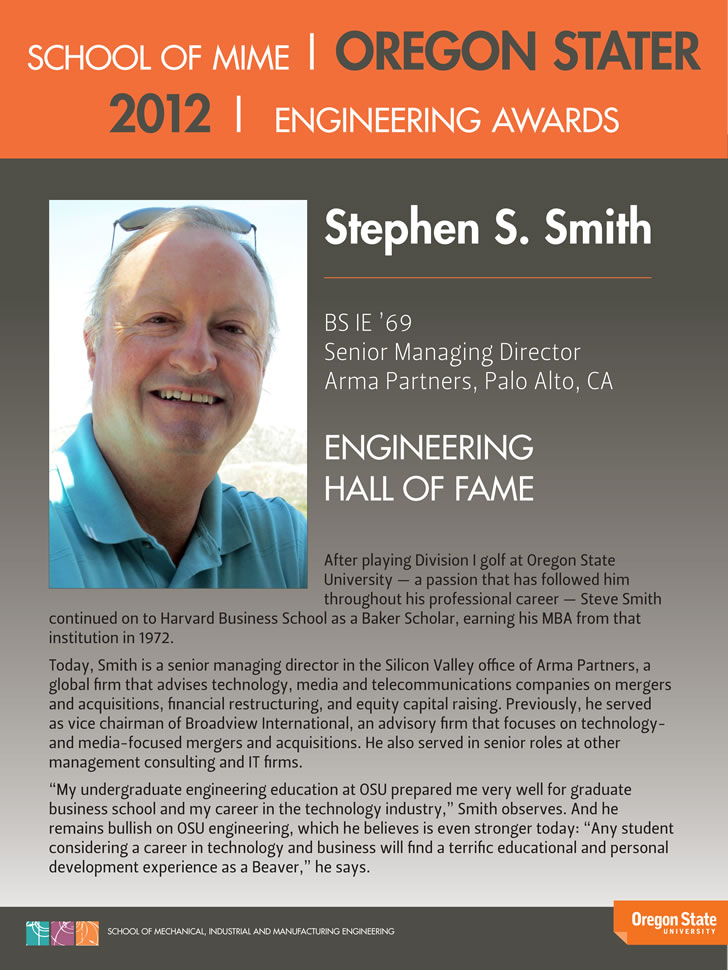 SCHOOL OF MIME | OREGON STATER
2012 | ENGINEERING AWARDS
Stephen S. Smith
BS IE ’69
Senior Managing Director
Arma Partners, Palo Alto, CA
ENGINEERING
HALL OF FAME
After playing Division I golf at Oregon State
University — a passion that has followed him
throughout his professional career — Steve Smith
continued on to Harvard Business School as a Baker Scholar, earning his MBA from that
institution in 1972.
Today, Smith is a senior managing director in the Silicon Valley office of Arma Partners, a
global firm that advises technology, media and telecommunications companies on mergers
and acquisitions, financial restructuring, and equity capital raising. Previously, he served
as vice chairman of Broadview International, an advisory firm that focuses on technology-
and media-focused mergers and acquisitions. He also served in senior roles at other
management consulting and IT firms.
“My undergraduate engineering education at OSU prepared me very well for graduate
business school and my career in the technology industry,” Smith observes. And he
remains bullish on OSU engineering, which he believes is even stronger today: “Any student
considering a career in technology and business will find a terrific educational and personal
development experience as a Beaver,” he says.
SCHOOL OF MECHANICAL, INDUSTRIAL AND MANUFACTURING ENGINEERING
Oregon State
UNIVERSITY